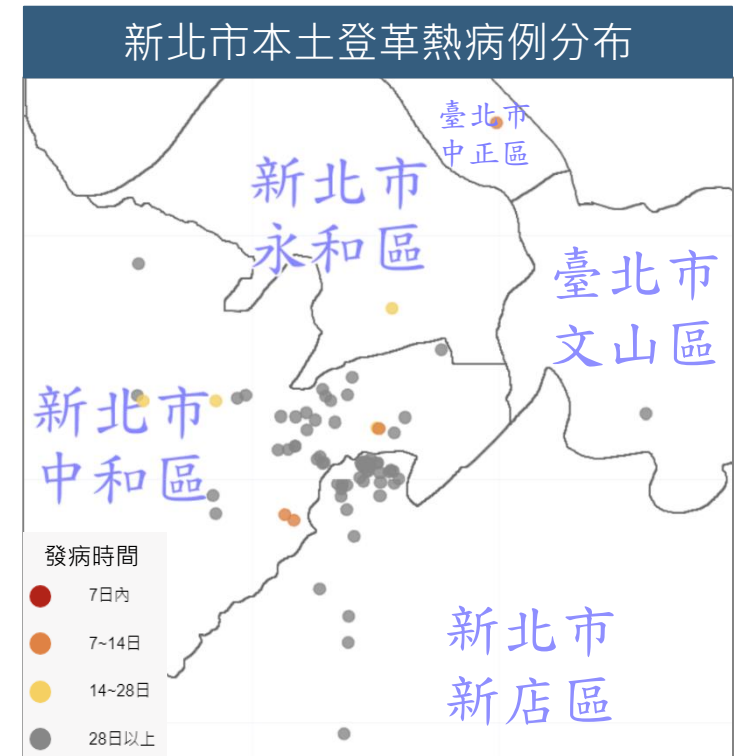 新北市本土登革熱病例分布
臺北市
中正區
新北市
永和區
臺北市
文山區
新北市
中和區
新北市
新店區
發病時間
7日內
7~14日
14~28日
28日以上